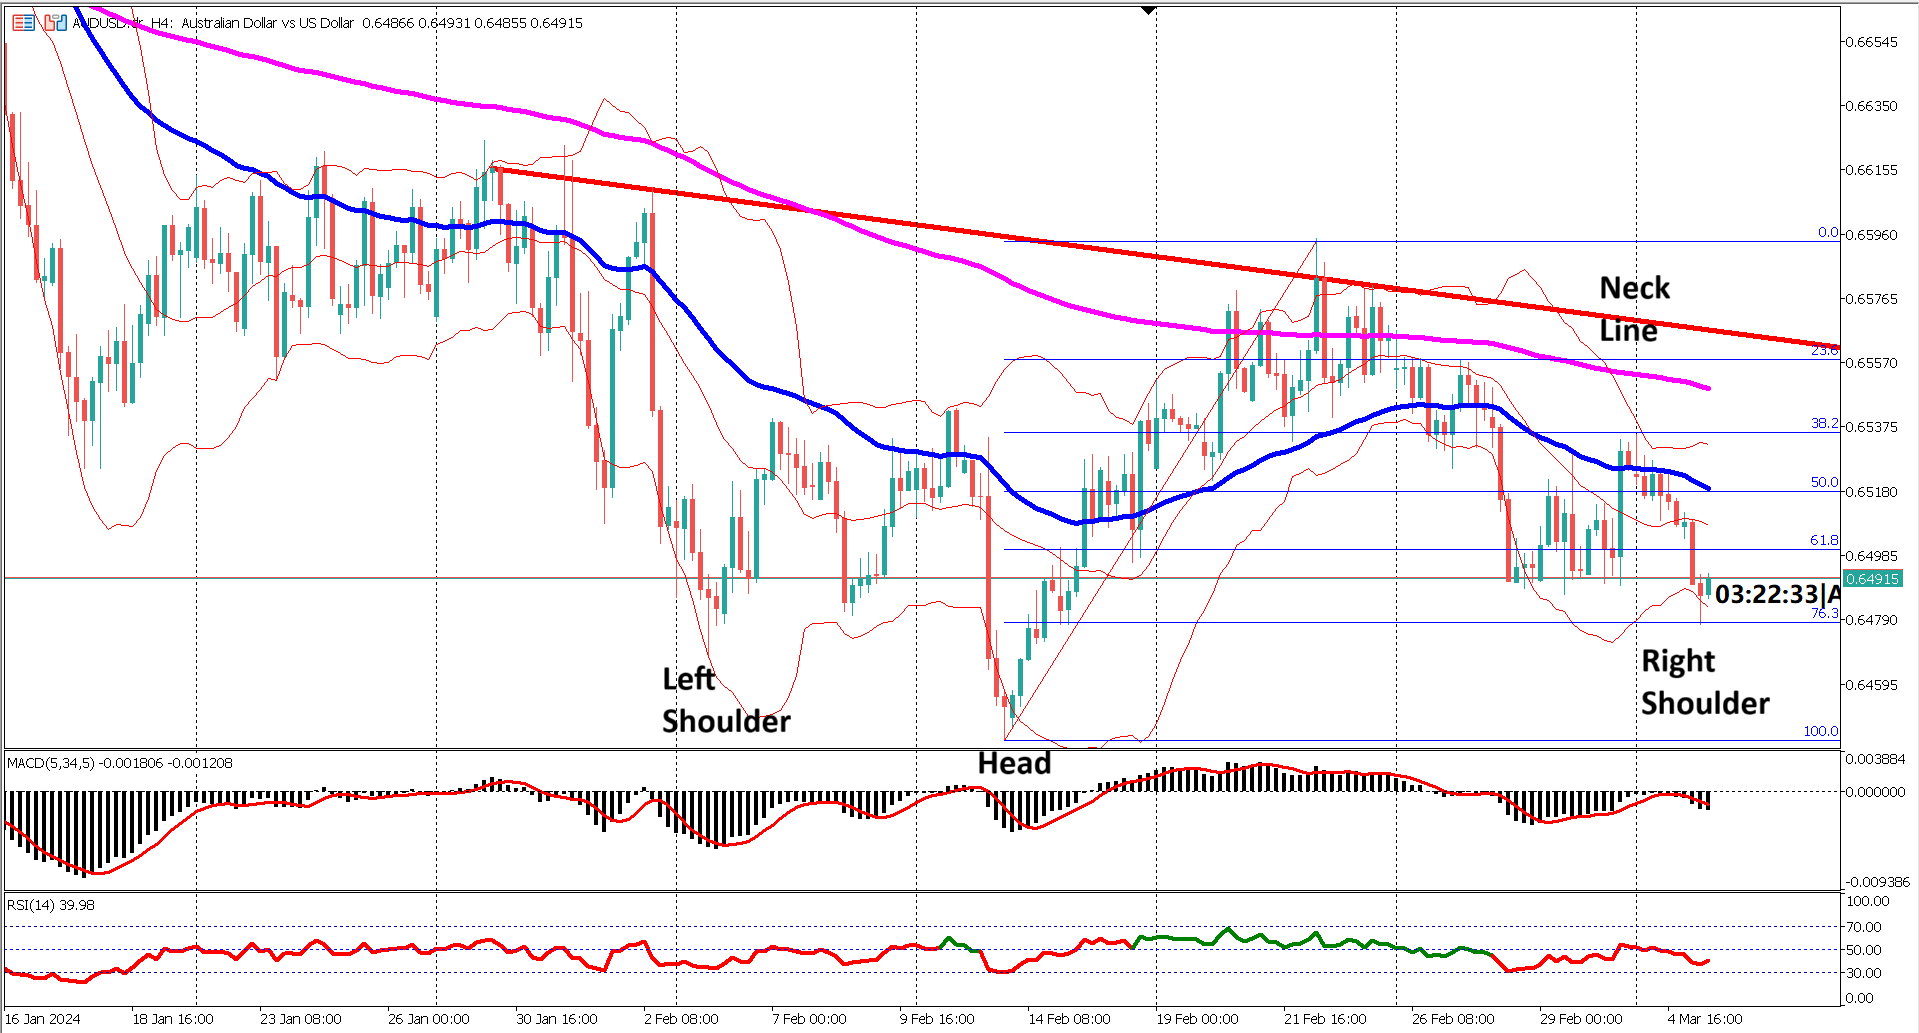 AUDUSD.dr, H4: Australian Dollar vs US Dollar 0.64866 0.64931 0.64855 0.64915
0.66545
0.66350
0.66155
0.65960
0.65765
0.65570
0.65375
0.65180
0.64985
0.64915
0.64790
0.64595
0.0
23.6
38.2
50.0
61.8
76.3
100.0
Neck
Line
03:22:33|A
Left
Shoulder
Right
Shoulder
Head
MACD(5,34,5) -0.001806 -0.001208
0.003884
0.000000
-0.009386
RSI(14) 39.98
100.00
70.00
50.00
30.00
0.00
16 Jan 2024
18 Jan 16:00
23 Jan 08:00
26 Jan 00:00
30 Jan 16:00
2 Feb 08:00
7 Feb 00:00
9 Feb 16:00
14 Feb 08:00
19 Feb 00:00
21 Feb 16:00
26 Feb 08:00
29 Feb 00:00
4 Mar 16:00